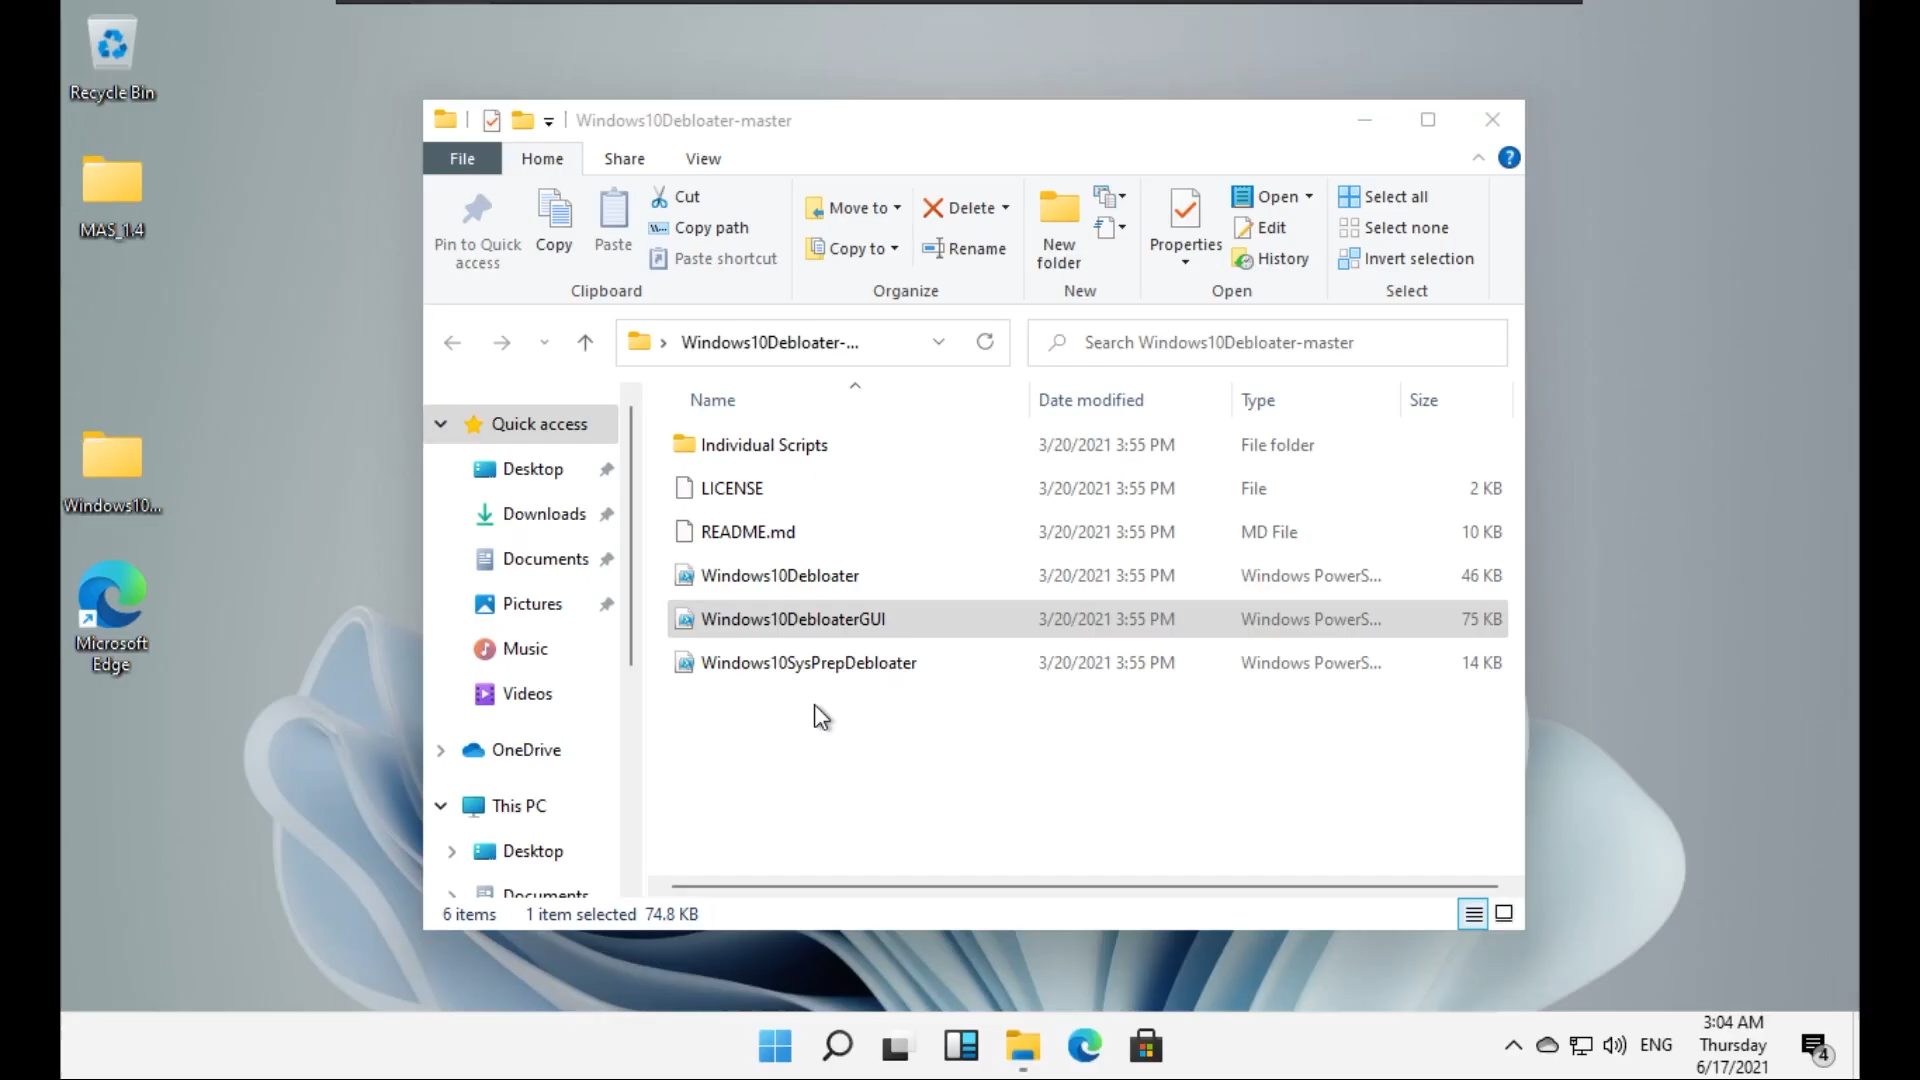 Recycle Bin
MAS_1.4
Windows10...
Microsoft
Edge
Windows10Debloater-master
File Home Share View
Pin to Quick
access
Copy
Paste
Cut
Copy path
Paste shortcut
Clipboard
Move to
Copy to
Delete
Rename
Organize
New
folder
New
Properties
Open
Edit
History
Open
Select all
Select none
Invert selection
Select
Windows10Debloater-...
Search Windows10Debloater-master
Quick access
Desktop
Downloads
Documents
Pictures
Music
Videos
OneDrive
This PC
Desktop
Documents
Name Date modified Type Size
Individual Scripts 3/20/2021 3:55 PM File folder
LICENSE 3/20/2021 3:55 PM File 2 KB
README.md 3/20/2021 3:55 PM MD File 10 KB
Windows10Debloater 3/20/2021 3:55 PM Windows PowerS... 46 KB
Windows10DebloaterGUI 3/20/2021 3:55 PM Windows PowerS... 75 KB
Windows10SysPrepDebloater 3/20/2021 3:55 PM Windows PowerS... 14 KB
6 items 1 item selected 74.8 KB
ENG
3:04 AM
Thursday
6/17/2021
4